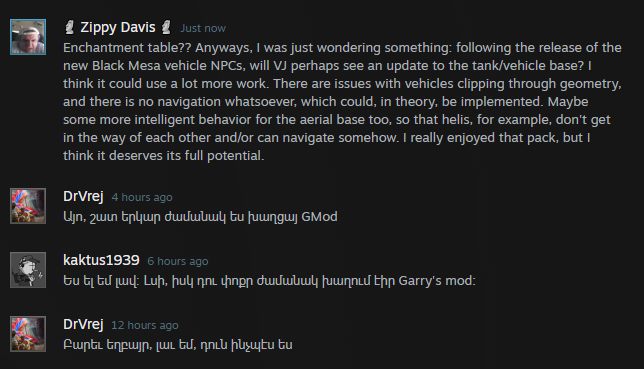 Zippy Davis Just now
Enchantment table?? Anyways, I was just wondering something: following the release of the
new Black Mesa vehicle NPCs, will VJ perhaps see an update to the tank/vehicle base? I
think it could use a lot more work. There are issues with vehicles clipping through geometry,
and there is no navigation whatsoever, which could, in theory, be implemented. Maybe
some more intelligent behavior for the aerial base too, so that helis, for example, don't get
in the way of each other and/or can navigate somehow. I really enjoyed that pack, but I
think it deserves its full potential.
DrVrej 4 hours ago
Այո, շատ երկար ժամանակ ես խաղցայ GMod
kaktus1939 6 hours ago
Ես ել եմ լավ: Լսի, իսկ դու փոքր ժամանակ խաղում էիր Garry's mod:
DrVrej 12 hours ago
Բարեւ եղբայր, լաւ եմ, դուն ինչպէս ես